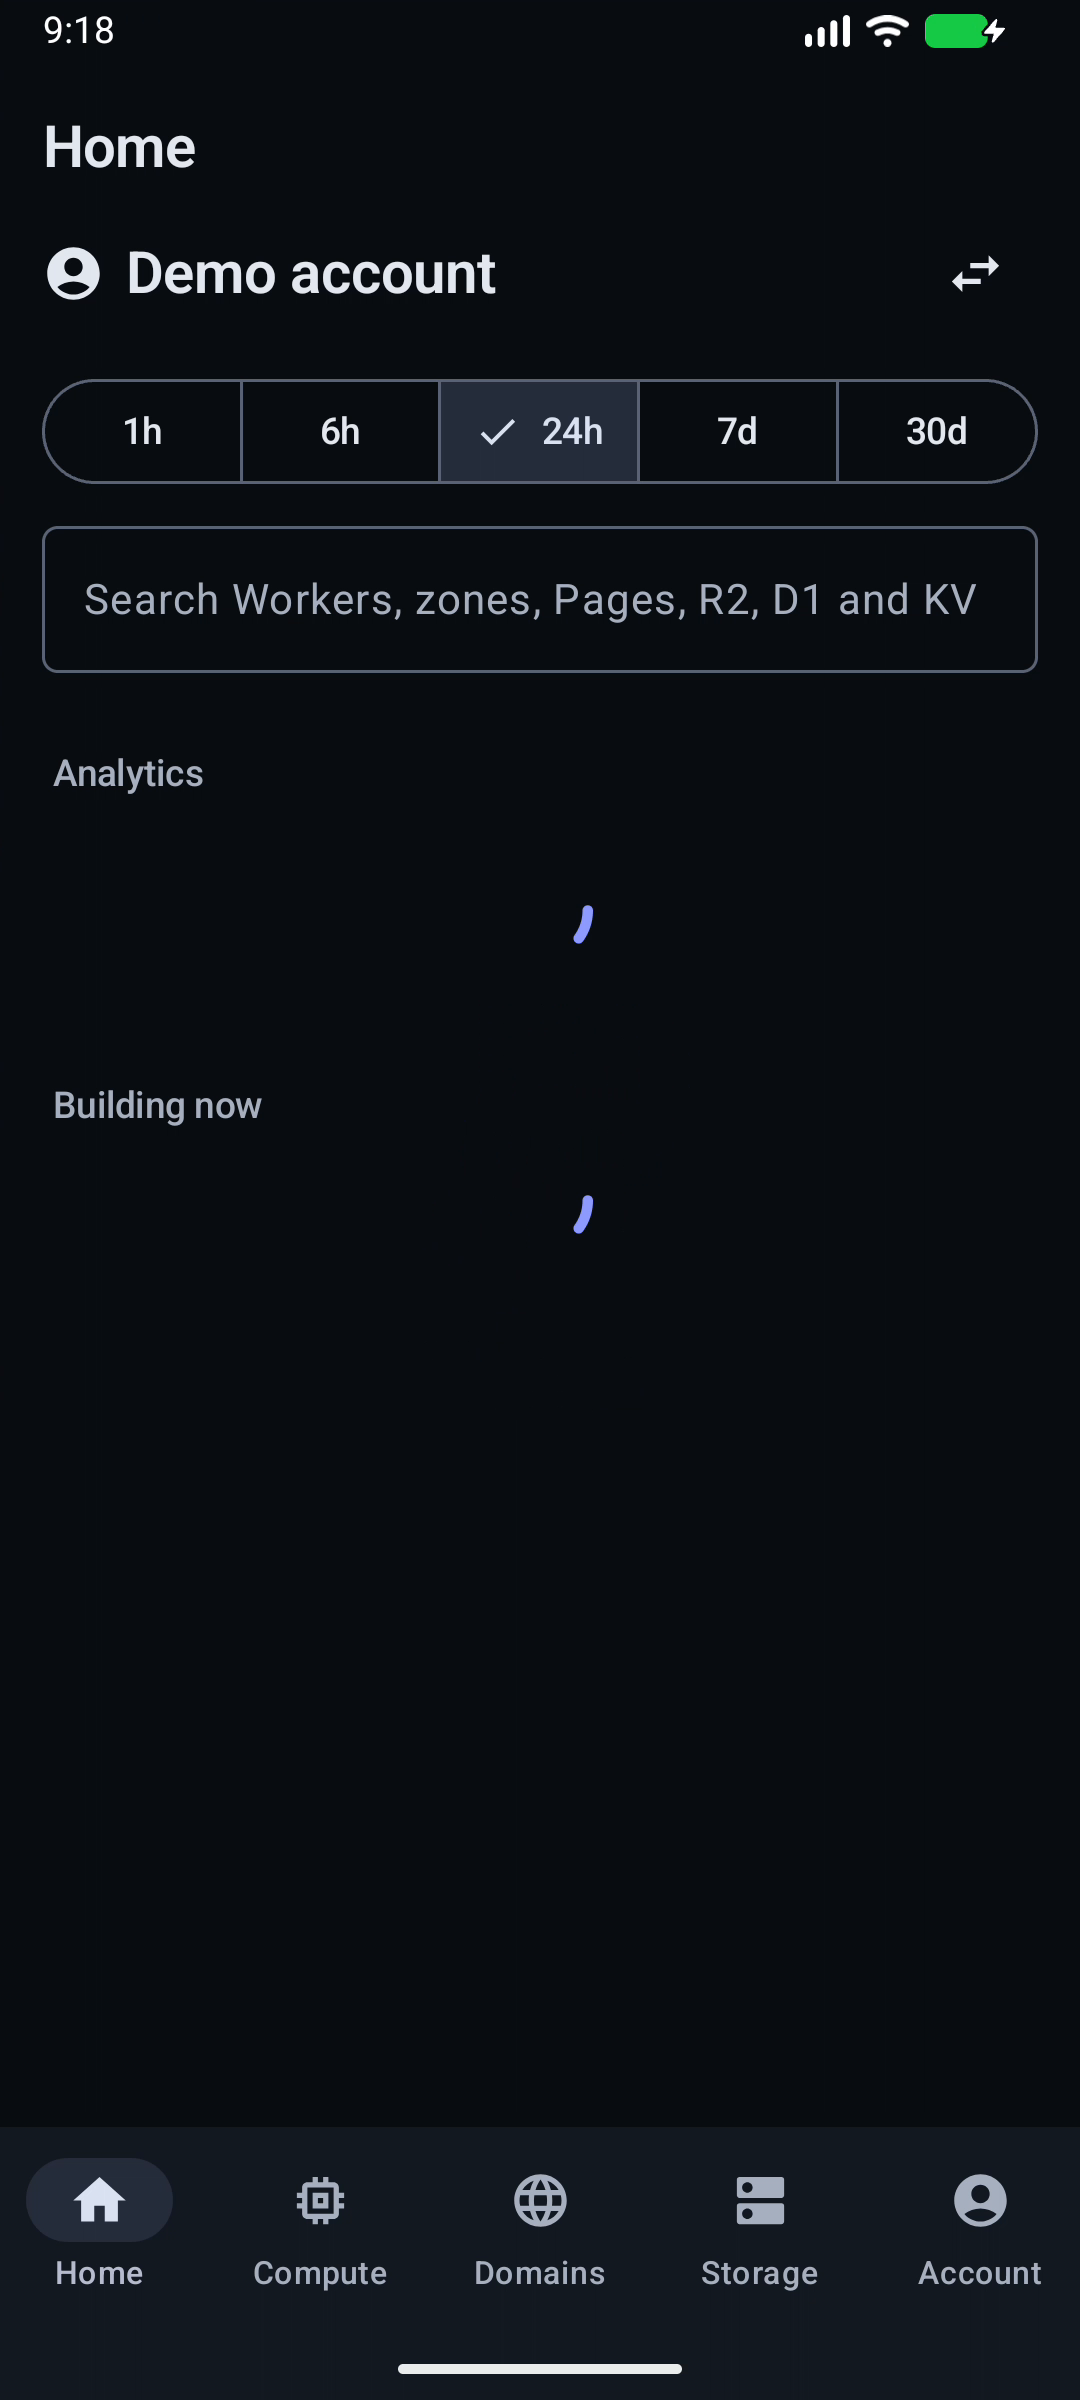 9:18
Home
Demo account
1h 6h 24h 7d 30d
Search Workers, zones, Pages, R2, D1 and KV
Analytics
Building now
Home Compute Domains Storage Account